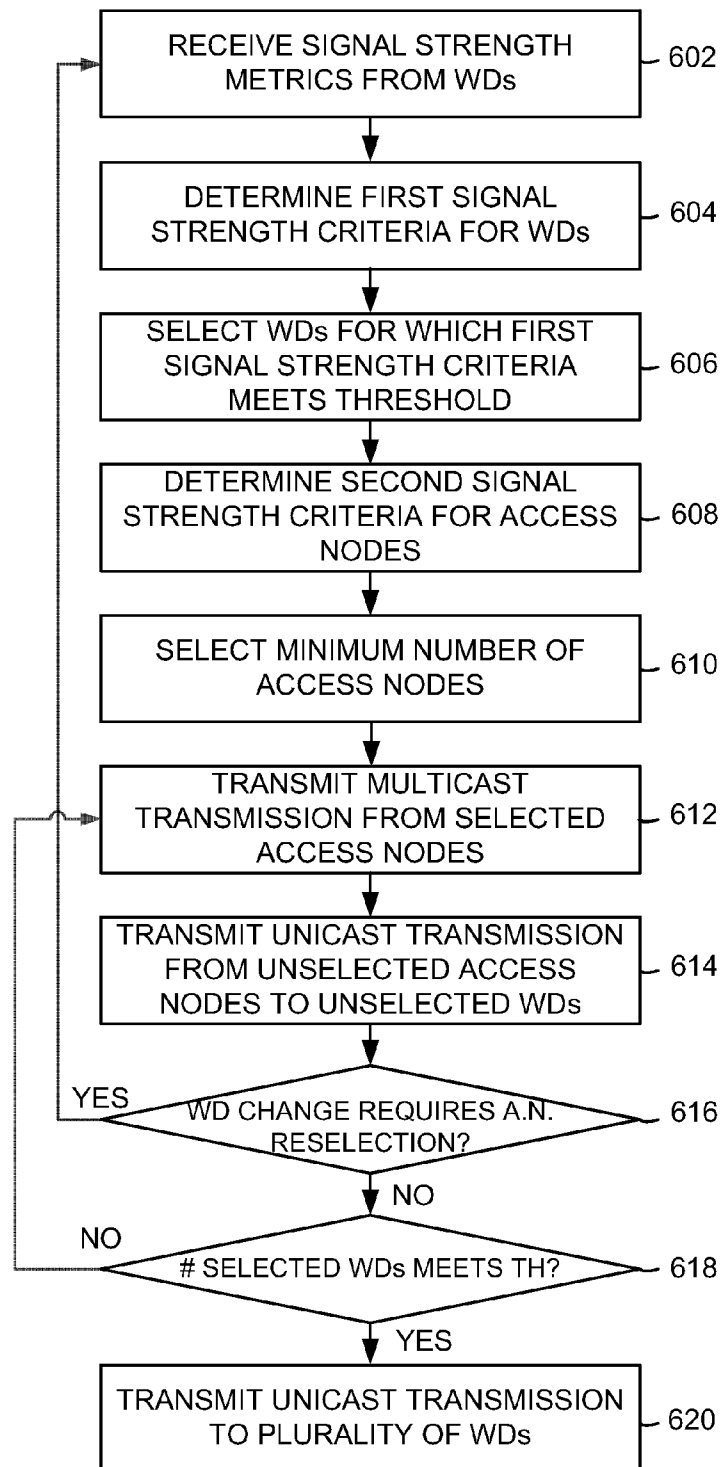 RECEIVE SIGNAL STRENGTH
METRICS FROM WDs
602
DETERMINE FIRST SIGNAL
STRENGTH CRITERIA FOR WDs
604
SELECT WDs FOR WHICH FIRST
SIGNAL STRENGTH CRITERIA
MEETS THRESHOLD
606
DETERMINE SECOND SIGNAL
STRENGTH CRITERIA FOR ACCESS
NODES
608
SELECT MINIMUM NUMBER OF
ACCESS NODES
610
TRANSMIT MULTICAST
TRANSMISSION FROM SELECTED
ACCESS NODES
612
TRANSMIT UNICAST TRANSMISSION
FROM UNSELECTED ACCESS
NODES TO UNSELECTED WDs
614
YES
WD CHANGE REQUIRES A.N.
RESELECTION?
616
NO
NO
# SELECTED WDs MEETS TH?
618
YES
TRANSMIT UNICAST TRANSMISSION
TO PLURALITY OF WDs
620